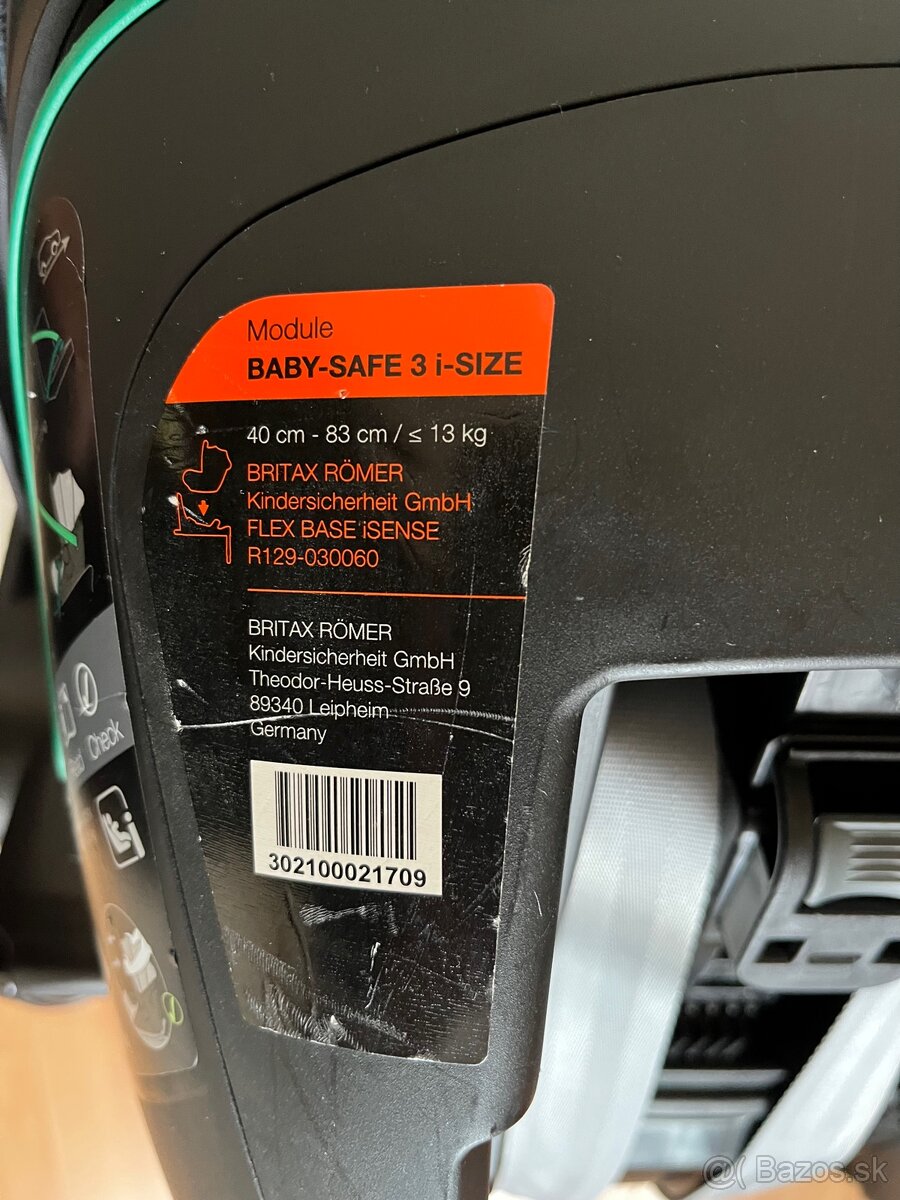 Module
BABY-SAFE 3 i-SIZE
40 cm - 83 cm / ≤ 13 kg
BRITAX RÖMER
Kindersicherheit GmbH
FLEX BASE iSENSE
R129-030060
BRITAX RÖMER
Kindersicherheit GmbH
Theodor-Heuss-Straße 9
89340 Leipheim
Germany
302100021709
Check
@( Bazos.sk